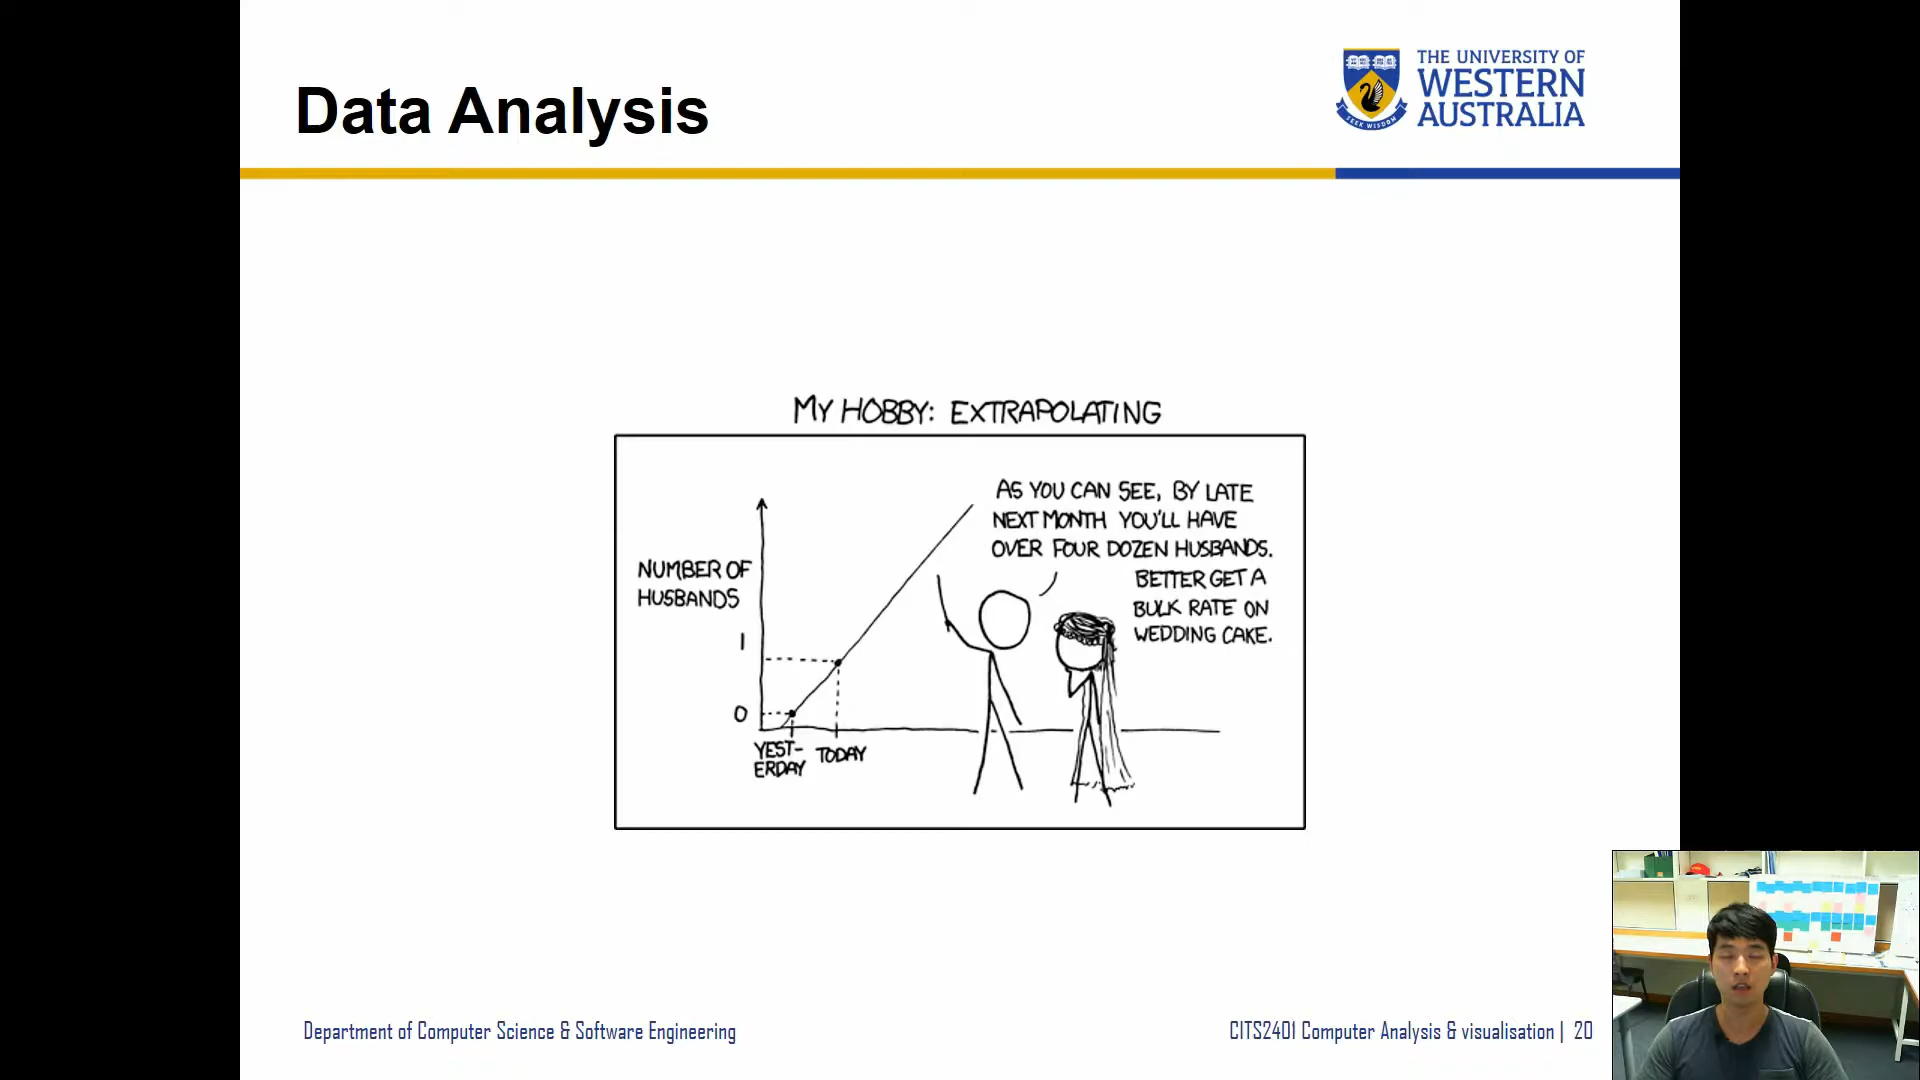 Data Analysis
THE UNIVERSITY OF
WESTERN
AUSTRALIA
SEEK WISDOM
MY HOBBY: EXTRAPOLATING
AS YOU CAN SEE, BY LATE
NEXT MONTH YOU'LL HAVE
OVER FOUR DOZEN HUSBANDS.
BETTER GET A
BULK RATE ON
WEDDING CAKE.
NUMBER OF
HUSBANDS
1
0
YEST-
ERDAY
TODAY
Department of Computer Science & Software Engineering
CITS2401 Computer Analysis & visualisation | 20